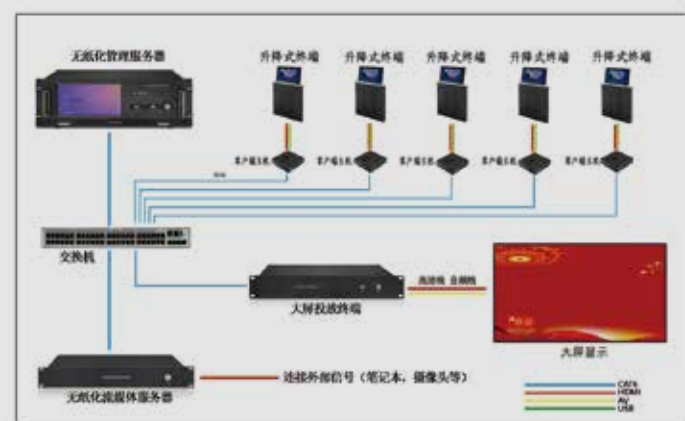 无纸化管理服务器
升降式终端
升降式终端
升降式终端
升降式终端
升降式终端
客户端主机
客户端主机
客户端主机
客户端主机
客户端主机
交换机
大屏投放终端
高清线 音频线
大屏显示
无纸化流媒体服务器
连接外部信号（笔记本，摄像头等）
CAT6
HDMI
AV
USB